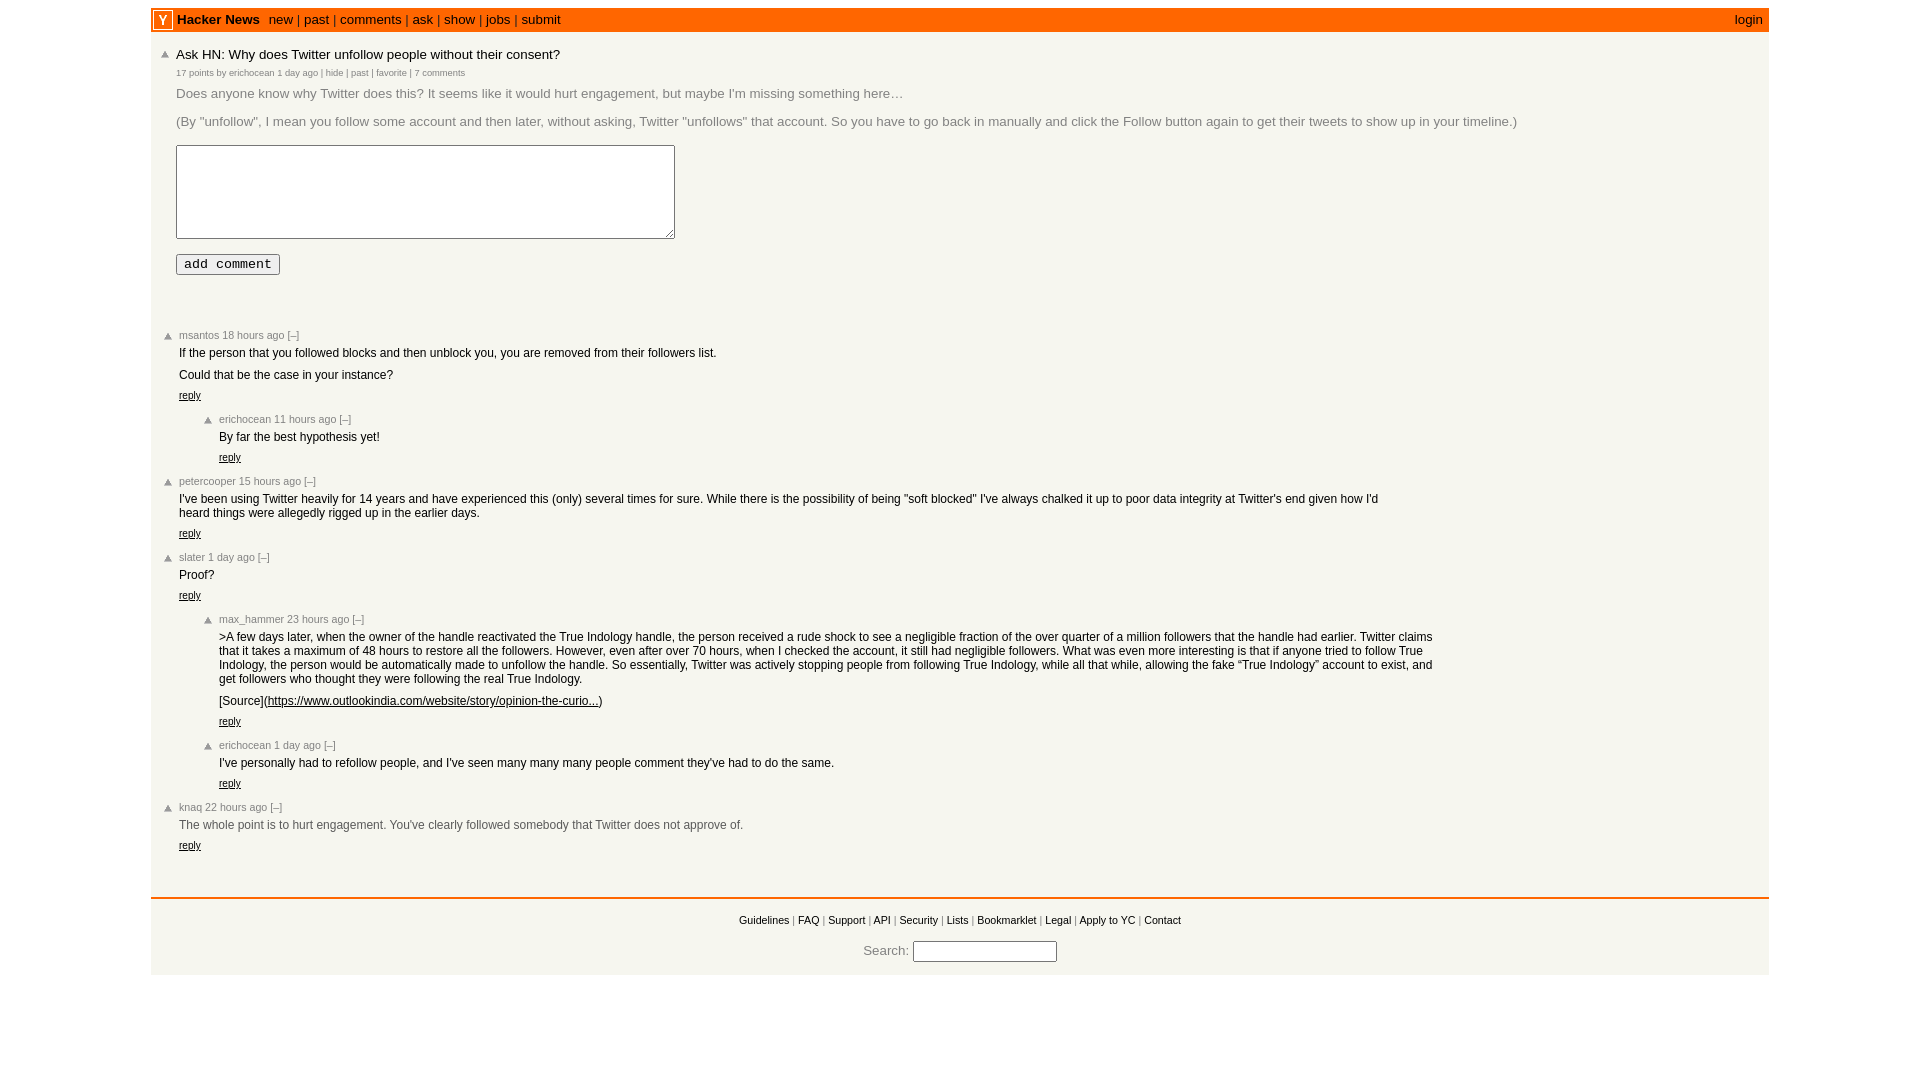 Y Hacker News new | past | comments | ask | show | jobs | submit login
Ask HN: Why does Twitter unfollow people without their consent?
17 points by erichocean 1 day ago | hide | past | favorite | 7 comments
Does anyone know why Twitter does this? It seems like it would hurt engagement, but maybe I'm missing something here…
(By "unfollow", I mean you follow some account and then later, without asking, Twitter "unfollows" that account. So you have to go back in manually and click the Follow button again to get their tweets to show up in your timeline.)
add comment
msantos 18 hours ago [–]
If the person that you followed blocks and then unblock you, you are removed from their followers list.
Could that be the case in your instance?
reply
erichocean 11 hours ago [–]
By far the best hypothesis yet!
reply
petercooper 15 hours ago [–]
I've been using Twitter heavily for 14 years and have experienced this (only) several times for sure. While there is the possibility of being "soft blocked" I've always chalked it up to poor data integrity at Twitter's end given how I'd
heard things were allegedly rigged up in the earlier days.
reply
slater 1 day ago [–]
Proof?
reply
max_hammer 23 hours ago [–]
>A few days later, when the owner of the handle reactivated the True Indology handle, the person received a rude shock to see a negligible fraction of the over quarter of a million followers that the handle had earlier. Twitter claims
that it takes a maximum of 48 hours to restore all the followers. However, even after over 70 hours, when I checked the account, it still had negligible followers. What was even more interesting is that if anyone tried to follow True
Indology, the person would be automatically made to unfollow the handle. So essentially, Twitter was actively stopping people from following True Indology, while all that while, allowing the fake “True Indology” account to exist, and
get followers who thought they were following the real True Indology.
[Source](https://www.outlookindia.com/website/story/opinion-the-curio...)
reply
erichocean 1 day ago [–]
I've personally had to refollow people, and I've seen many many many people comment they've had to do the same.
reply
knaq 22 hours ago [–]
The whole point is to hurt engagement. You've clearly followed somebody that Twitter does not approve of.
reply
Guidelines | FAQ | Support | API | Security | Lists | Bookmarklet | Legal | Apply to YC | Contact
Search: